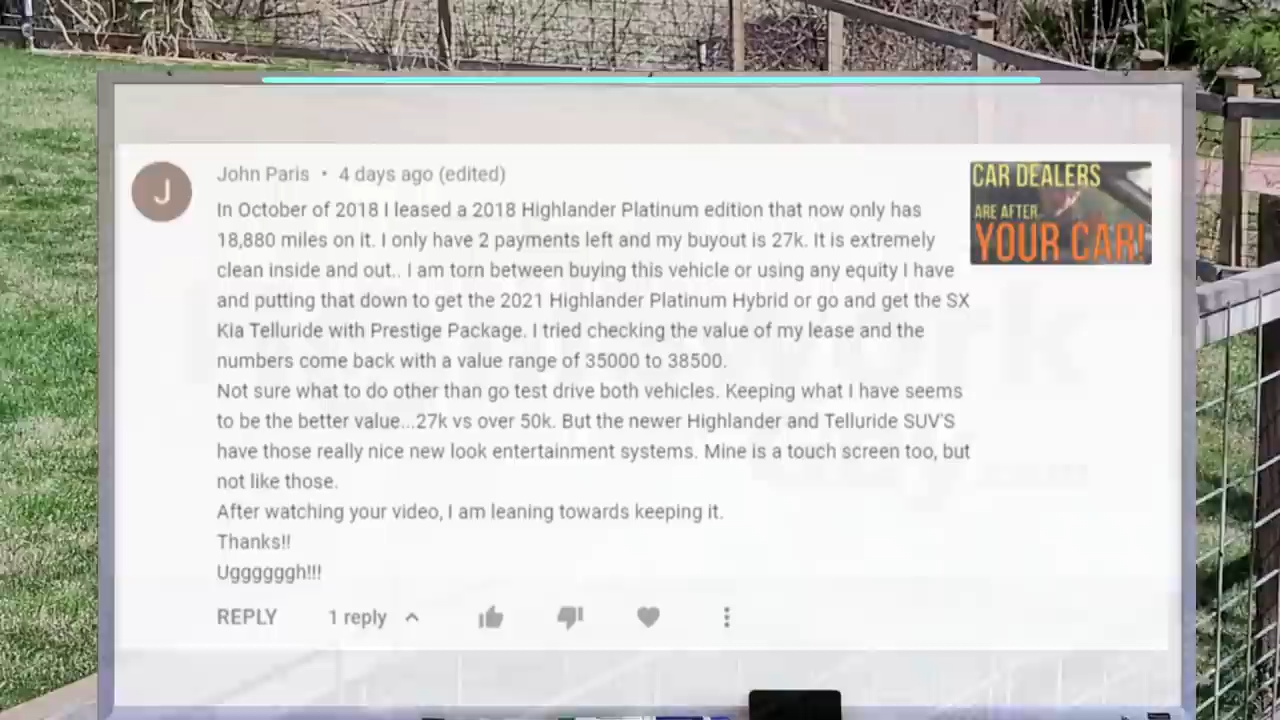 John Paris • 4 days ago (edited)
J
In October of 2018 I leased a 2018 Highlander Platinum edition that now only has
18,880 miles on it. I only have 2 payments left and my buyout is 27k. It is extremely
clean inside and out.. I am torn between buying this vehicle or using any equity I have
and putting that down to get the 2021 Highlander Platinum Hybrid or go and get the SX
Kia Telluride with Prestige Package. I tried checking the value of my lease and the
numbers come back with a value range of 35000 to 38500.
Not sure what to do other than go test drive both vehicles. Keeping what I have seems
to be the better value...27k vs over 50k. But the newer Highlander and Telluride SUV'S
have those really nice new look entertainment systems. Mine is a touch screen too, but
not like those.
After watching your video, I am leaning towards keeping it.
Thanks!!
Uggggggh!!!
REPLY 1 reply
CAR DEALERS
ARE AFTER
YOUR CAR!